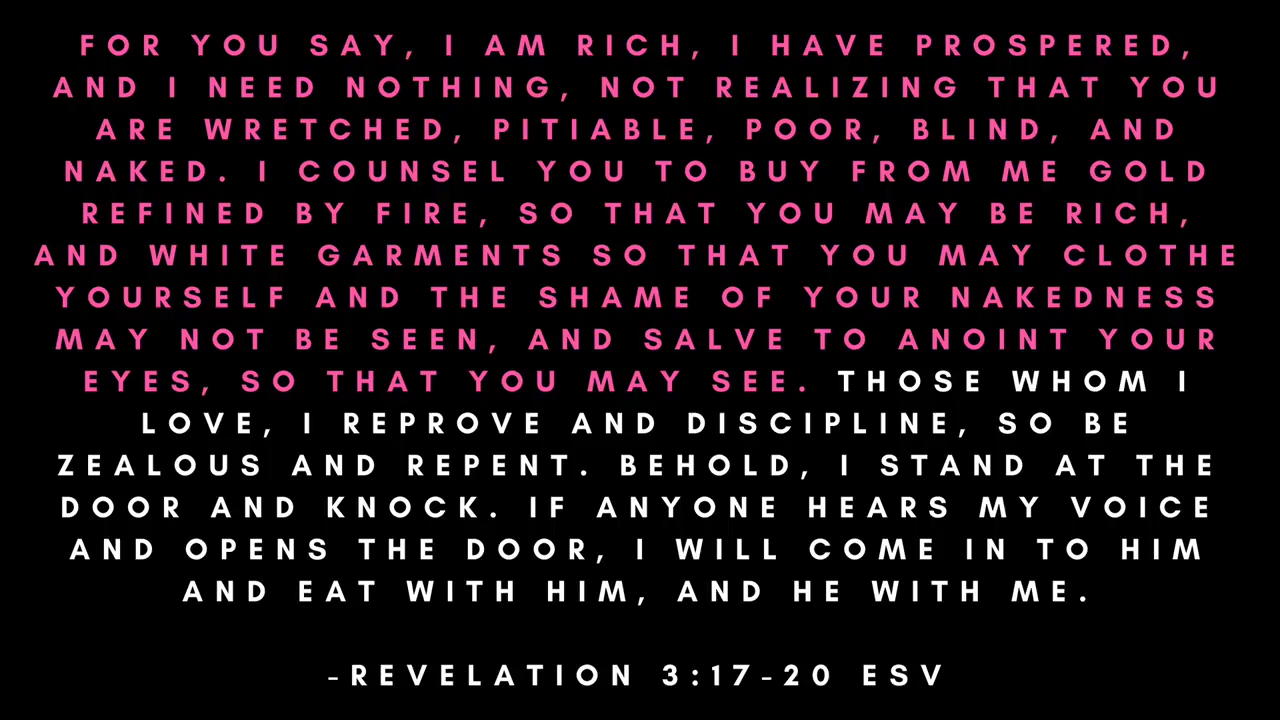 FOR YOU SAY, I AM RICH, I HAVE PROSPERED,
AND I NEED NOTHING, NOT REALIZING THAT YOU
ARE WRETCHED, PITIABLE, POOR, BLIND, AND
NAKED. I COUNSEL YOU TO BUY FROM ME GOLD
REFINED BY FIRE, SO THAT YOU MAY BE RICH,
AND WHITE GARMENTS SO THAT YOU MAY CLOTHE
YOURSELF AND THE SHAME OF YOUR NAKEDNESS
MAY NOT BE SEEN, AND SALVE TO ANOINT YOUR
EYES, SO THAT YOU MAY SEE. THOSE WHOM I
LOVE, I REPROVE AND DISCIPLINE, SO BE
ZEALOUS AND REPENT. BEHOLD, I STAND AT THE
DOOR AND KNOCK. IF ANYONE HEARS MY VOICE
AND OPENS THE DOOR, I WILL COME IN TO HIM
AND EAT WITH HIM, AND HE WITH ME.
-REVELATION 3:17-20 ESV